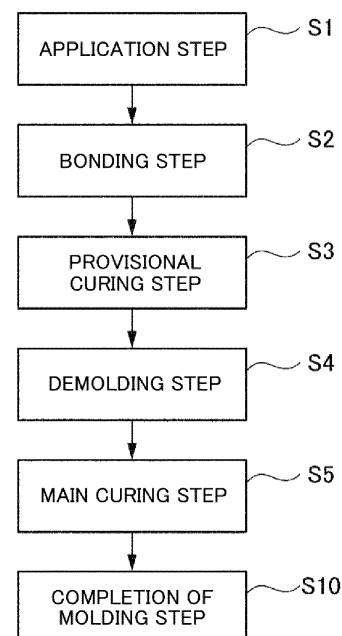 APPLICATION STEP
S1
BONDING STEP
S2
PROVISIONAL
CURING STEP
S3
DEMOLDING STEP
S4
MAIN CURING STEP
S5
COMPLETION OF
MOLDING STEP
S10